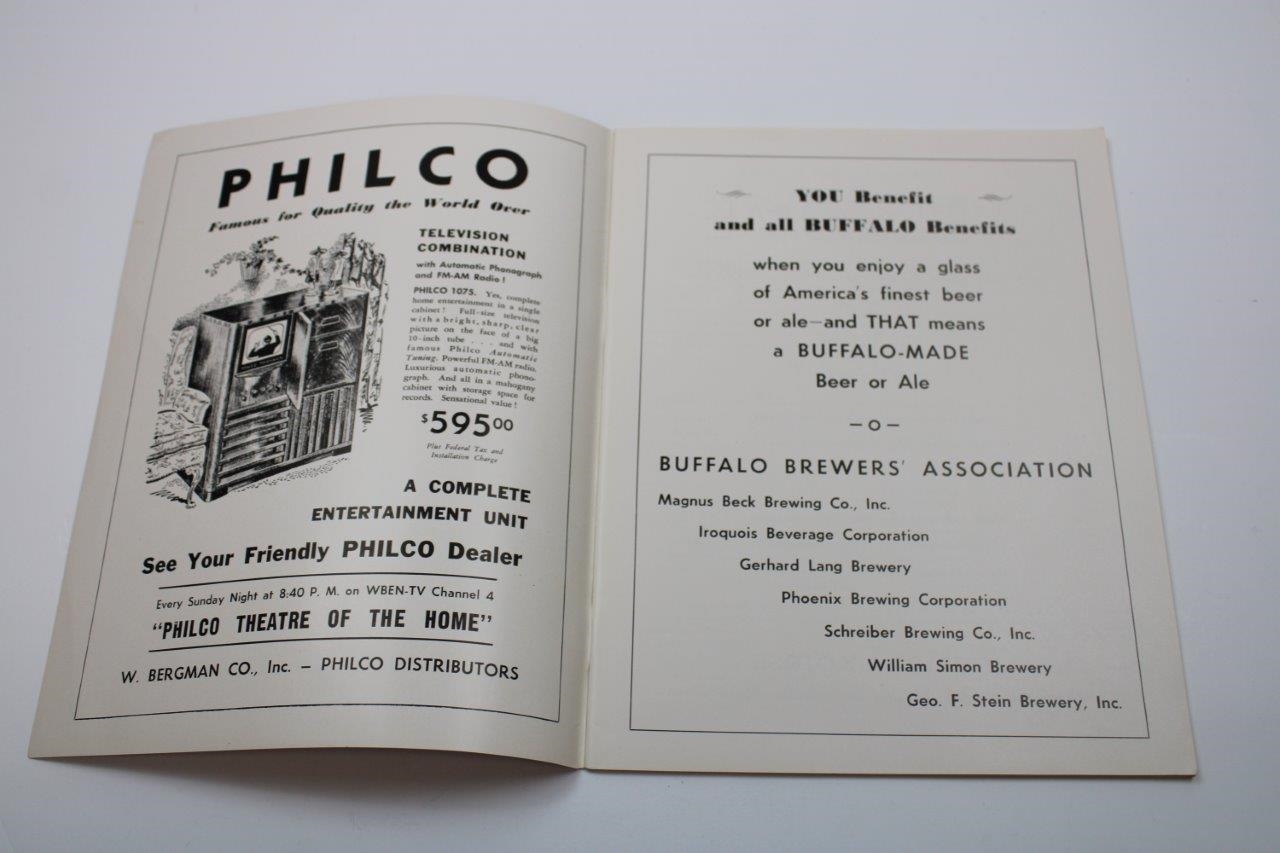 PHILCO
Famous for Quality the World Over
TELEVISION
COMBINATION
with Automatic Phonograph
and FM-AM Radio!
PHILCO 1075. Yes, complete
home entertainment in a single
cabinet! Full-size television
with a bright, sharp, clear
picture on the face of a big
10-inch tube . . . and with
famous Philco Automatic
Tuning. Powerful FM-AM radio.
Luxurious automatic phono-
graph. And all in a mahogany
cabinet with storage space for
records. Sensational value!
$59500
Plus Federal Tax and
Installation Charge
A COMPLETE
ENTERTAINMENT UNIT
See Your Friendly PHILCO Dealer
Every Sunday Night at 8:40 P. M. on WBEN-TV Channel 4
"PHILCO THEATRE OF THE HOME"
W. BERGMAN CO., Inc. — PHILCO DISTRIBUTORS
YOU Benefit
and all BUFFALO Benefits
when you enjoy a glass
of America's finest beer
or ale—and THAT means
a BUFFALO-MADE
Beer or Ale
—o—
BUFFALO BREWERS' ASSOCIATION
Magnus Beck Brewing Co., Inc.
Iroquois Beverage Corporation
Gerhard Lang Brewery
Phoenix Brewing Corporation
Schreiber Brewing Co., Inc.
William Simon Brewery
Geo. F. Stein Brewery, Inc.